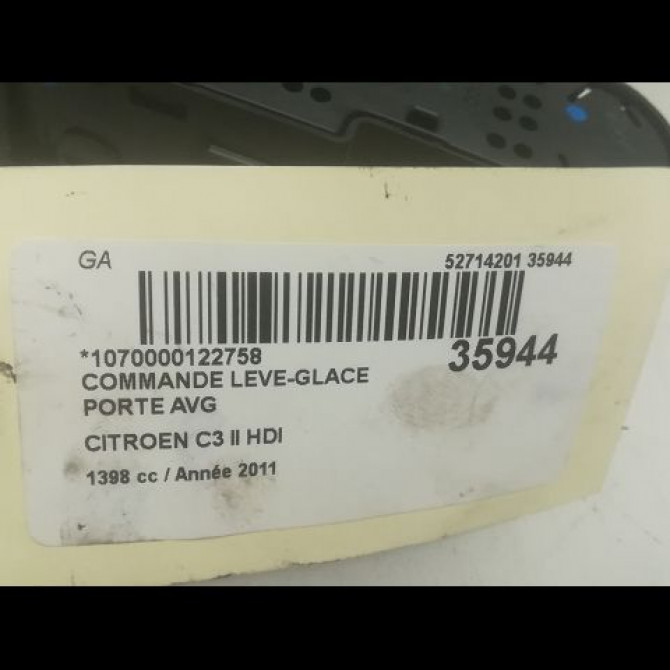 GA 52714201 35944
*1070000122758 35944
COMMANDE LEVE-GLACE
PORTE AVG
CITROEN C3 II HDI
1398 cc / Année 2011